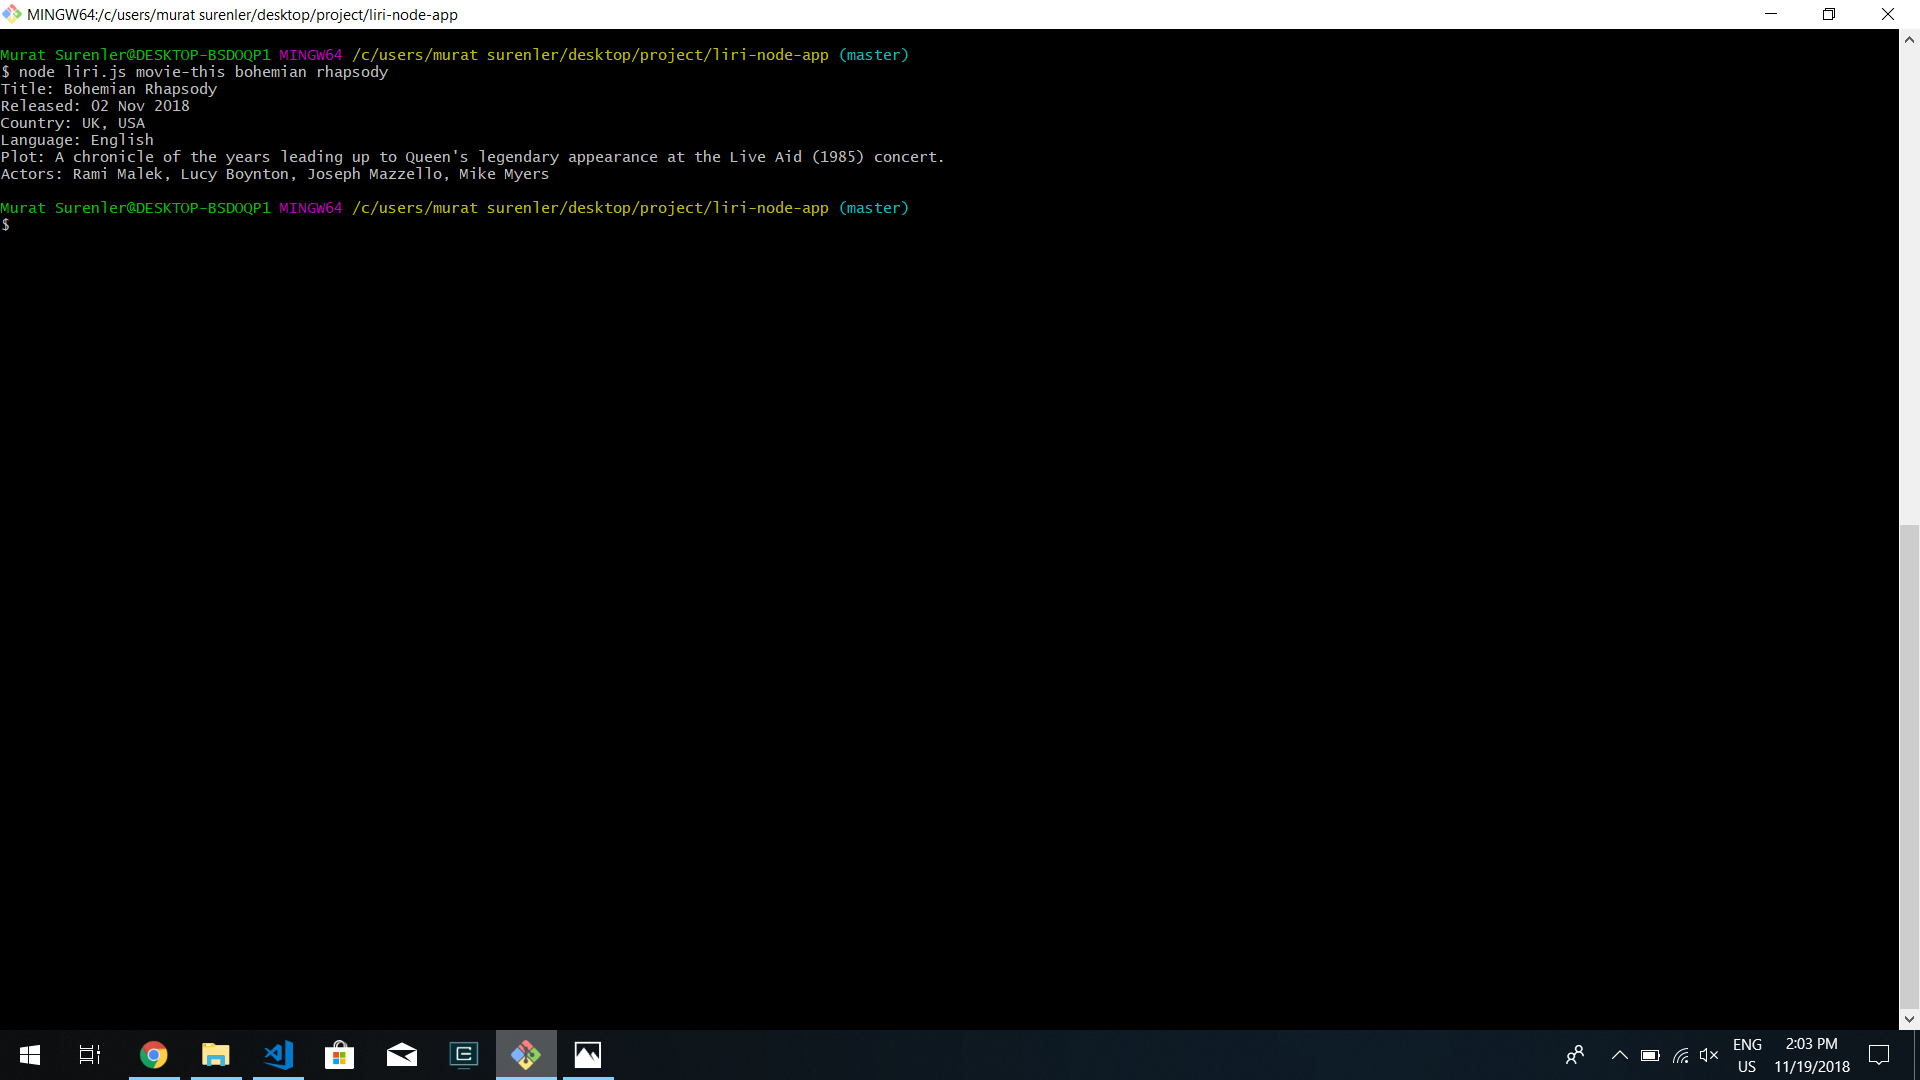 MINGW64:/c/users/murat surenler/desktop/project/liri-node-app
Murat Surenler@DESKTOP-BSDOQP1 MINGW64 /c/users/murat surenler/desktop/project/liri-node-app (master)
$ node liri.js movie-this bohemian rhapsody
Title: Bohemian Rhapsody
Released: 02 Nov 2018
Country: UK, USA
Language: English
Plot: A chronicle of the years leading up to Queen's legendary appearance at the Live Aid (1985) concert.
Actors: Rami Malek, Lucy Boynton, Joseph Mazzello, Mike Myers
Murat Surenler@DESKTOP-BSDOQP1 MINGW64 /c/users/murat surenler/desktop/project/liri-node-app (master)
$
ENG
US
2:03 PM
11/19/2018